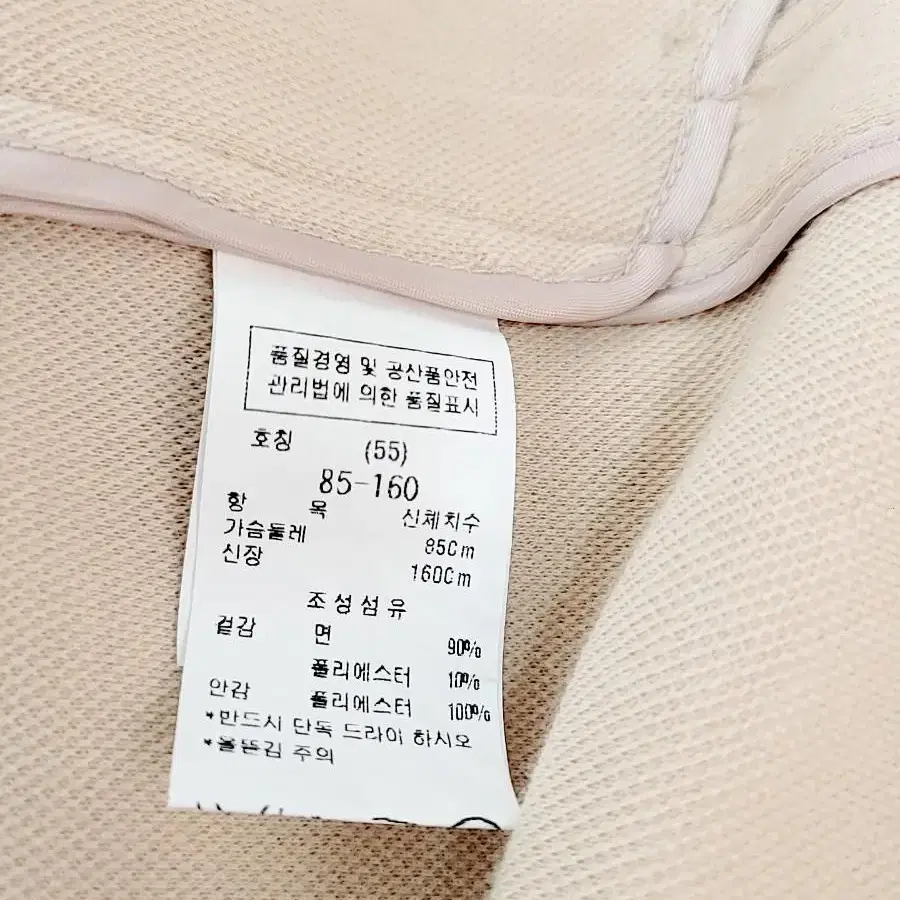 품질경영 및 공산품안전
관리법에 의한 품질표시
호칭 (55)
85-160
항 목 신체치수
가슴둘레 85Cm
신장 160Cm
조성섬유
겉감 면 90%
폴리에스터 10%
안감 폴리에스터 100%
*반드시 단독 드라이 하시오
*올뜯김 주의